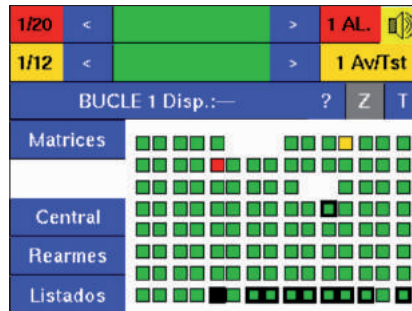 1/20 < > 1 AL.
1/12 < > 1 Av/Tst
BUCLE 1 Disp.:— ? Z T
Matrices
Central
Rearmes
Listados